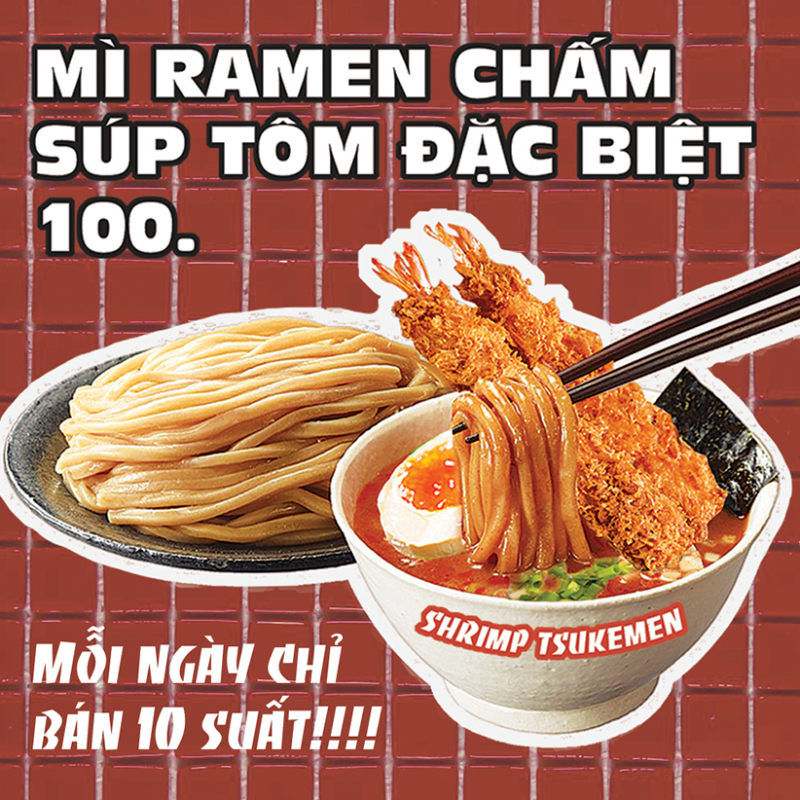 MÌ RAMEN CHẤM
SÚP TÔM ĐẶC BIỆT
100.
SHRIMP TSUKEMEN
MỖI NGÀY CHỈ
BÁN 10 SUẤT!!!!